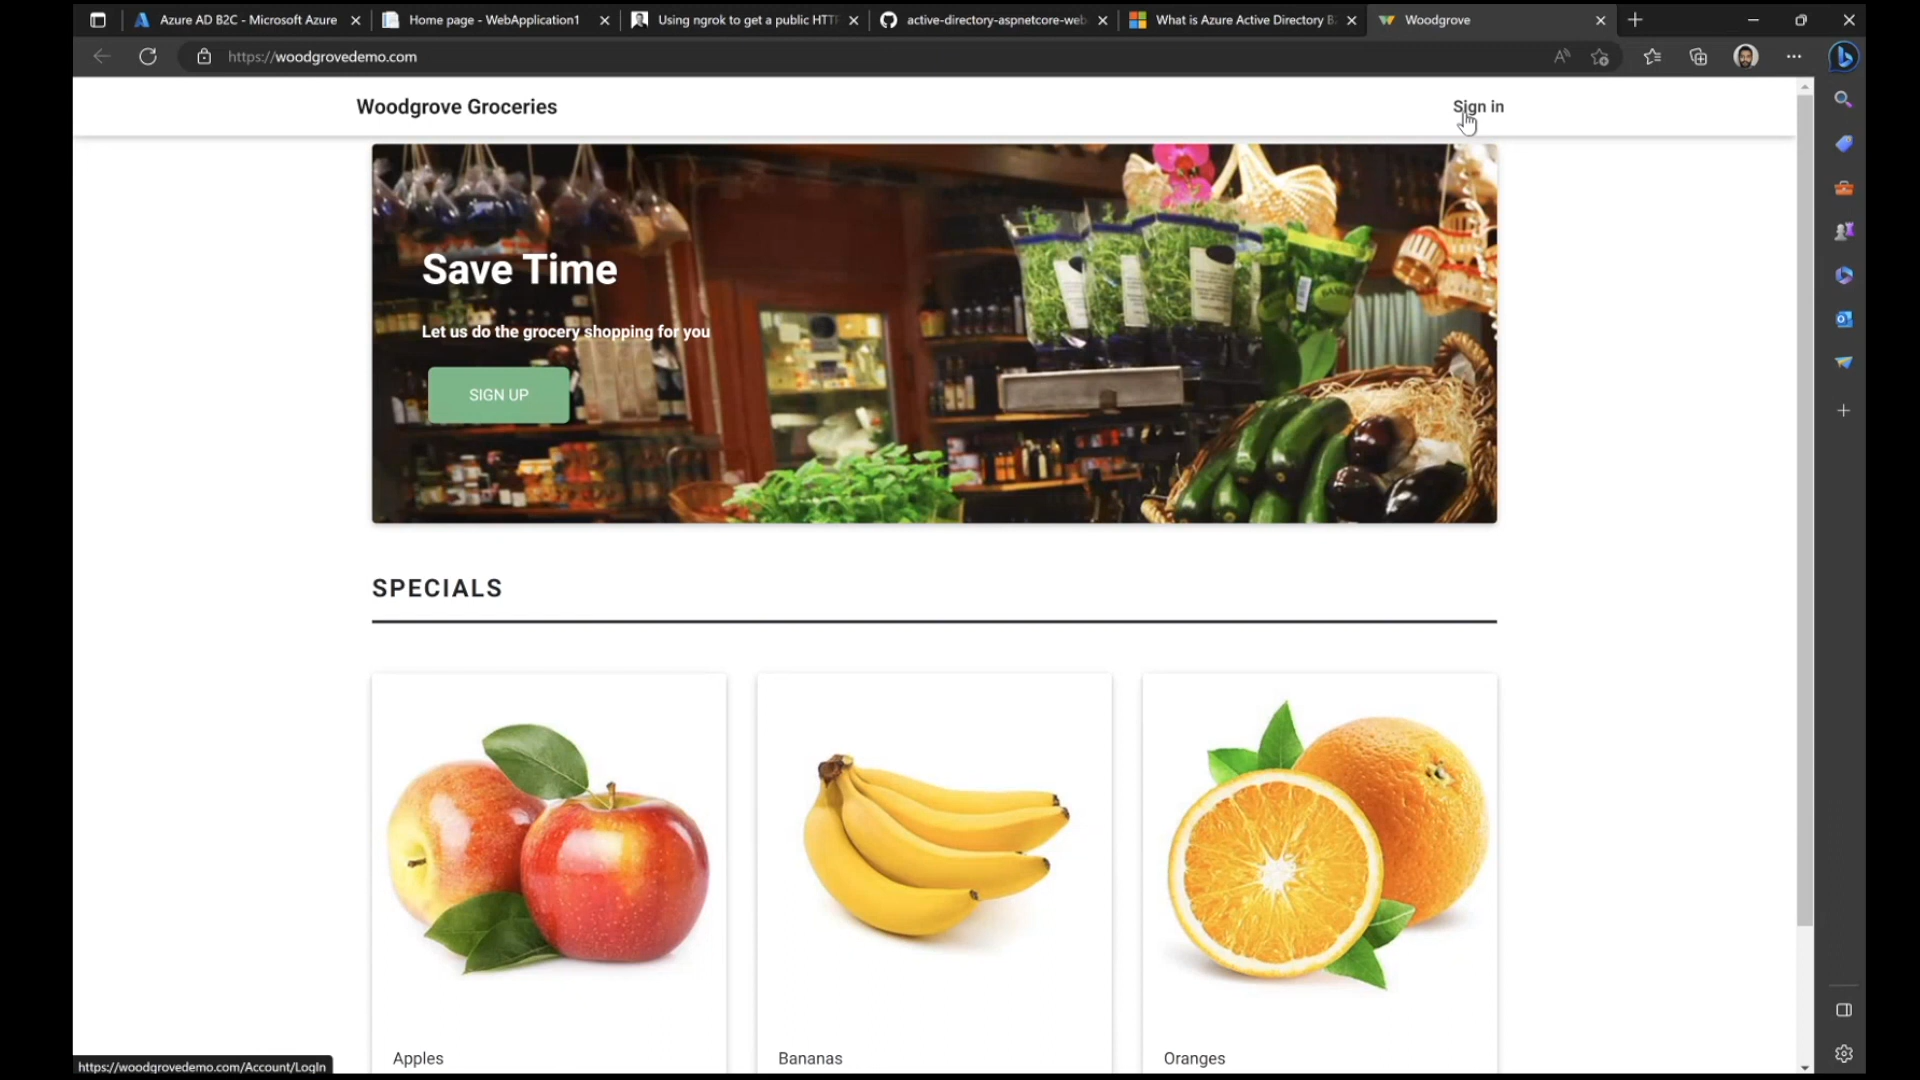 Azure AD B2C - Microsoft Azure
Home page - WebApplication1
Using ngrok to get a public HTT
active-directory-aspnetcore-web
What is Azure Active Directory B
Woodgrove
https://woodgrovedemo.com
Woodgrove Groceries
Sign in
Save Time
Let us do the grocery shopping for you
SIGN UP
SPECIALS
Apples
Bananas
Oranges
https://woodgrovedemo.com/Account/LogIn